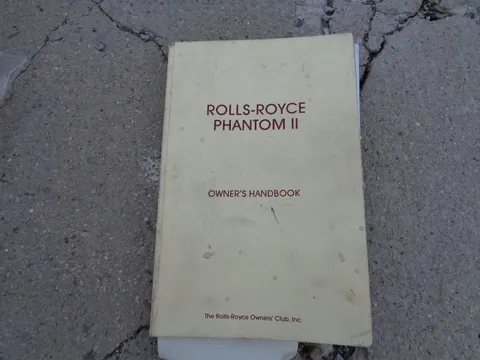 ROLLS-ROYCE
PHANTOM II
OWNER'S HANDBOOK
The Rolls-Royce Owners' Club, Inc.